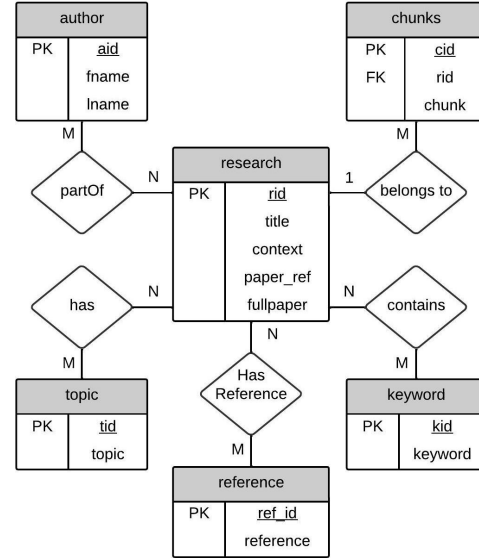 author
PK aid
fname
lname
chunks
PK cid
FK rid
chunk
M
M
partOf
N
research
1
belongs to
PK rid
title
context
paper_ref
fullpaper
has
N
N
contains
N
M
M
Has
Reference
topic
PK tid
topic
keyword
PK kid
keyword
M
reference
PK ref_id
reference